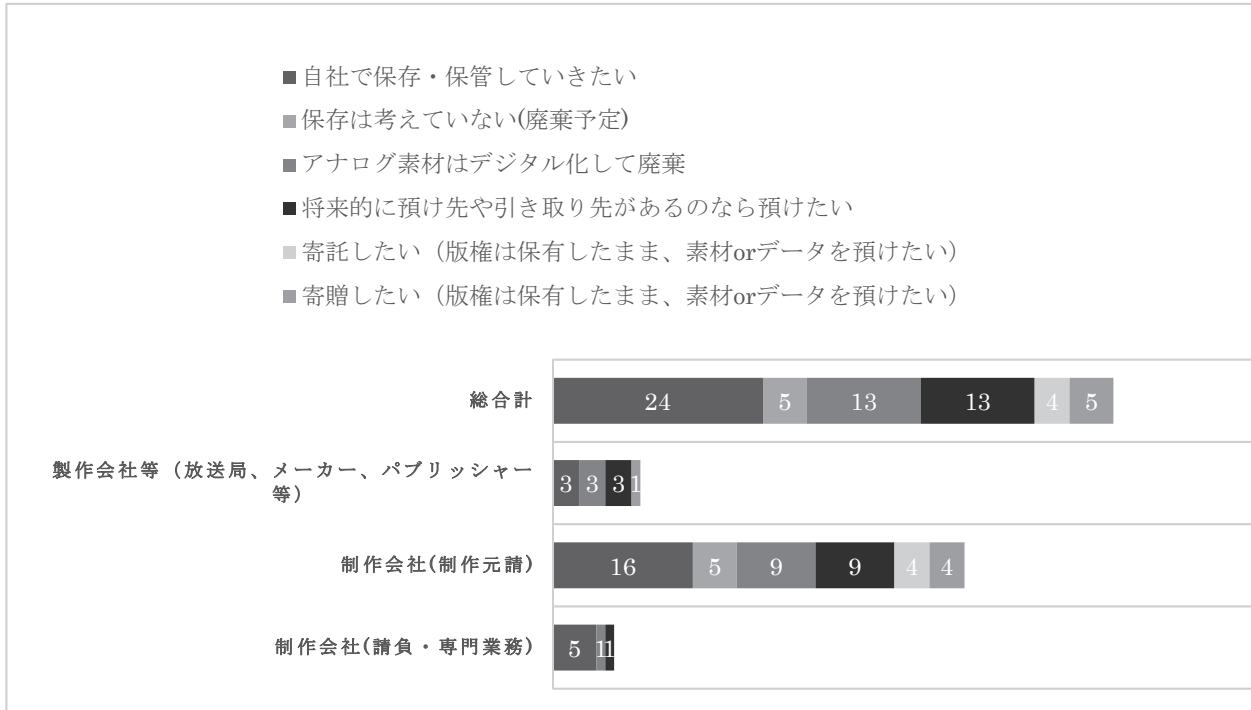 自社で保存・保管していきたい
保存は考えていない(廃棄予定)
アナログ素材はデジタル化して廃棄
将来的に預け先や引き取り先があるのなら預けたい
寄託したい（版権は保有したまま、素材orデータを預けたい）
寄贈したい（版権は保有したまま、素材orデータを預けたい）
総合計 24 5 13 13 4 5
製作会社等（放送局、メーカー、パブリッシャー
等） 3 3 3 1
制作会社(制作元請) 16 5 9 9 4 4
制作会社(請負・専門業務) 5 1 1